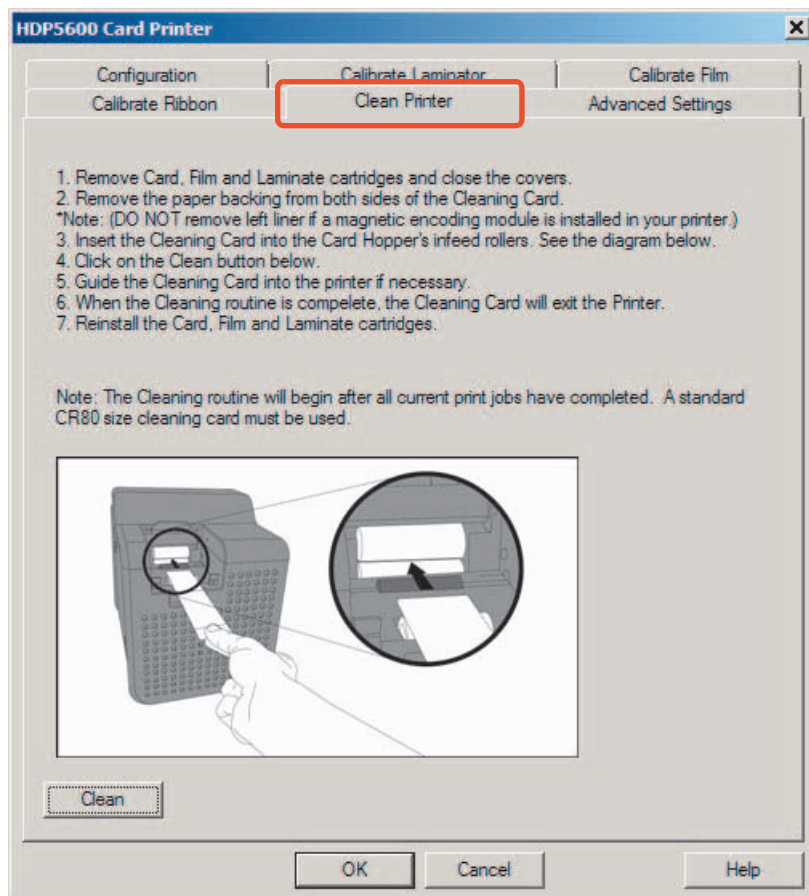 HDP5600 Card Printer
Configuration
Calibrate Laminator
Calibrate Film
Calibrate Ribbon
Clean Printer
Advanced Settings
1. Remove Card, Film and Laminate cartridges and close the covers.
2. Remove the paper backing from both sides of the Cleaning Card.
*Note: (DO NOT remove left liner if a magnetic encoding module is installed in your printer.)
3. Insert the Cleaning Card into the Card Hopper's infeed rollers. See the diagram below.
4. Click on the Clean button below.
5. Guide the Cleaning Card into the printer if necessary.
6. When the Cleaning routine is compelete, the Cleaning Card will exit the Printer.
7. Reinstall the Card, Film and Laminate cartridges.
Note: The Cleaning routine will begin after all current print jobs have completed. A standard
CR80 size cleaning card must be used.
Clean
OK
Cancel
Help